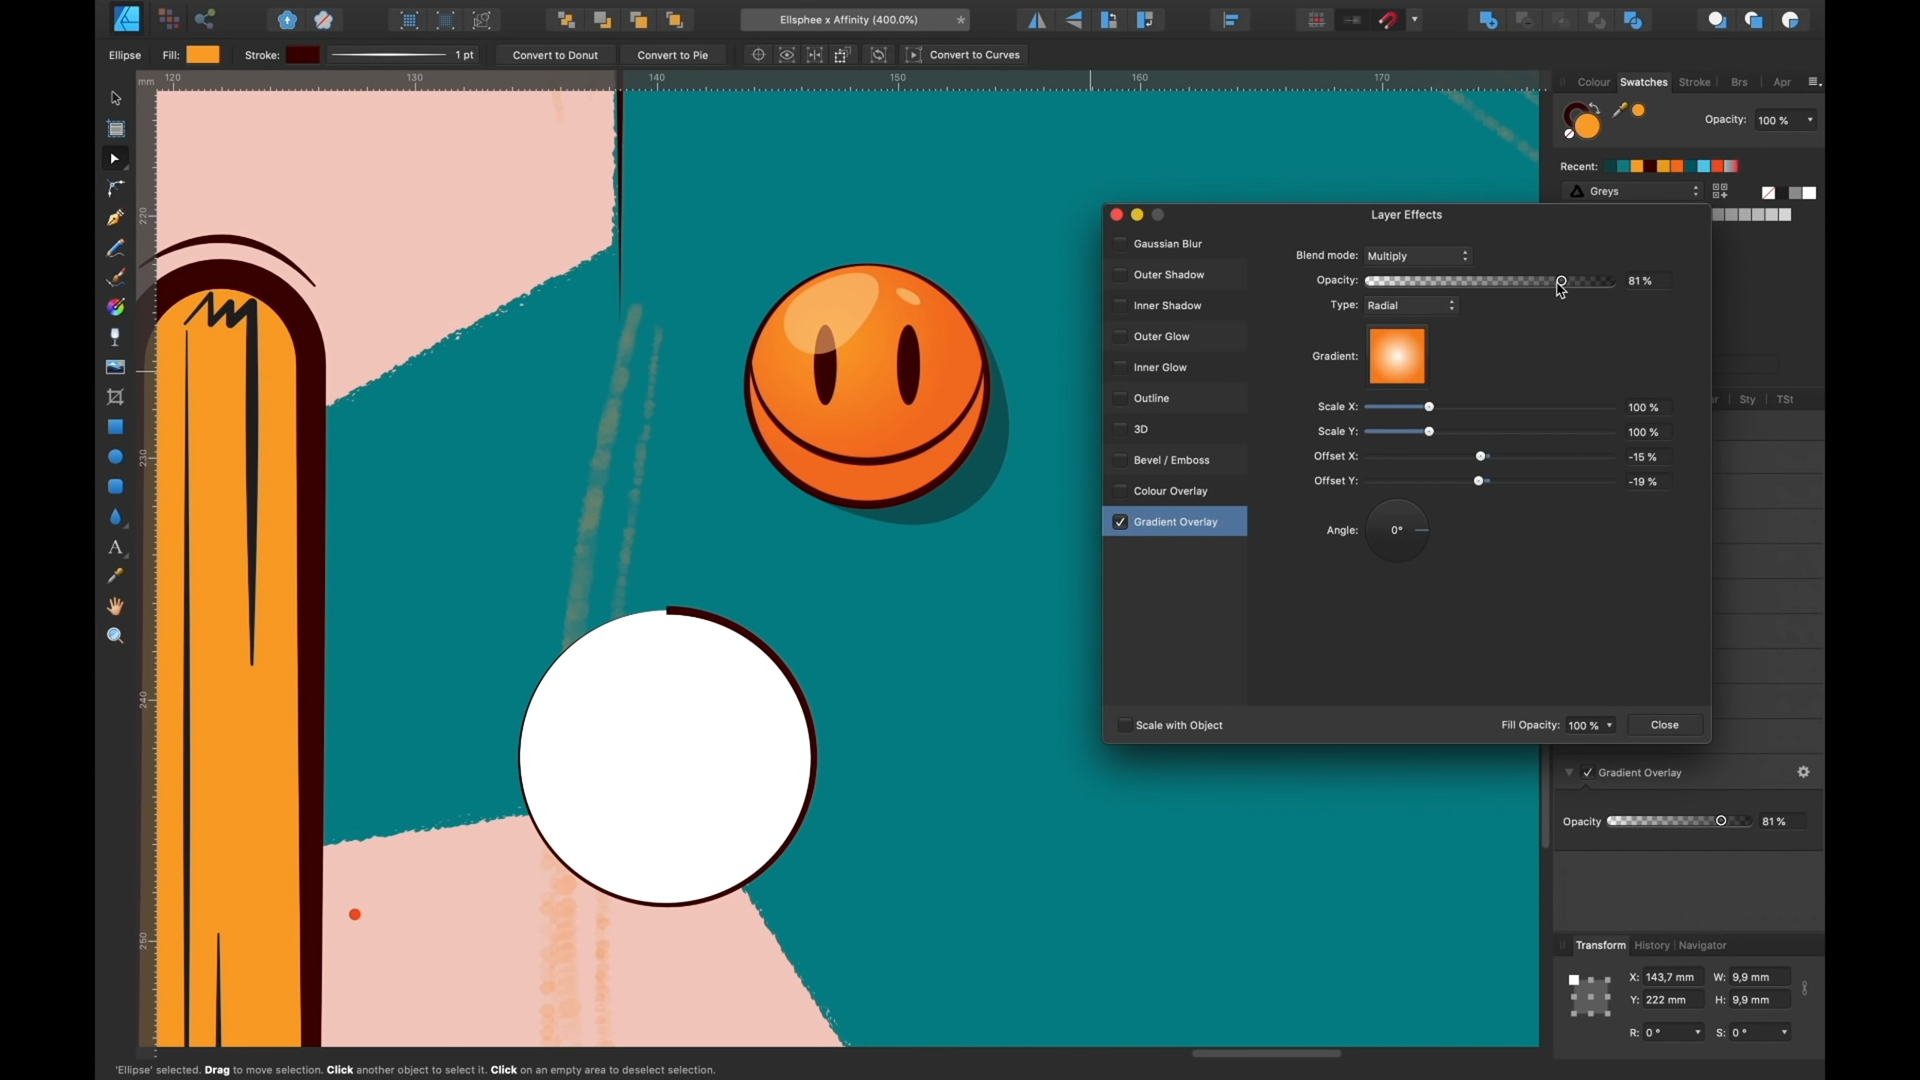 Ellsphee x Affinity (400.0%)
Ellipse Fill: Stroke: 1 pt Convert to Donut Convert to Pie Convert to Curves
mm 120 130 140 150 160 170
220
230
240
250
Colour Swatches Stroke Brs Apr
Opacity: 100 %
Recent:
Greys
Layer Effects
Gaussian Blur
Outer Shadow
Inner Shadow
Outer Glow
Inner Glow
Outline
3D
Bevel / Emboss
Colour Overlay
Gradient Overlay
Blend mode: Multiply
Opacity: 81 %
Type: Radial
Gradient:
Scale X: 100 %
Scale Y: 100 %
Offset X: -15 %
Offset Y: -19 %
Angle: 0°
Scale with Object
Fill Opacity: 100 % Close
Sty TSt
Gradient Overlay
Opacity 81 %
Transform History Navigator
X: 143,7 mm W: 9,9 mm
Y: 222 mm H: 9,9 mm
R: 0 ° S: 0 °
'Ellipse' selected. Drag to move selection. Click another object to select it. Click on an empty area to deselect selection.